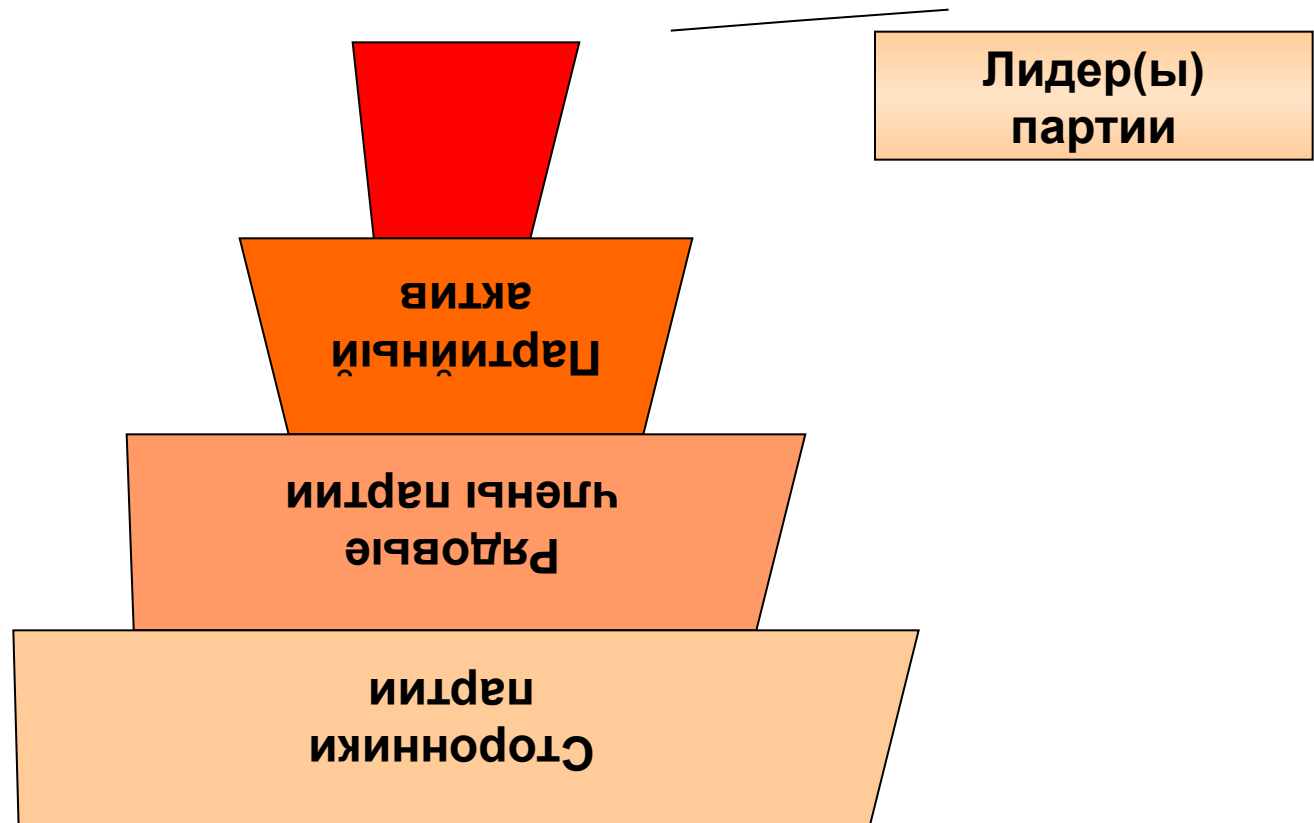 Лидер(ы)
партии
Партийный
актив
Рядовые
члены партии
Сторонники
партии